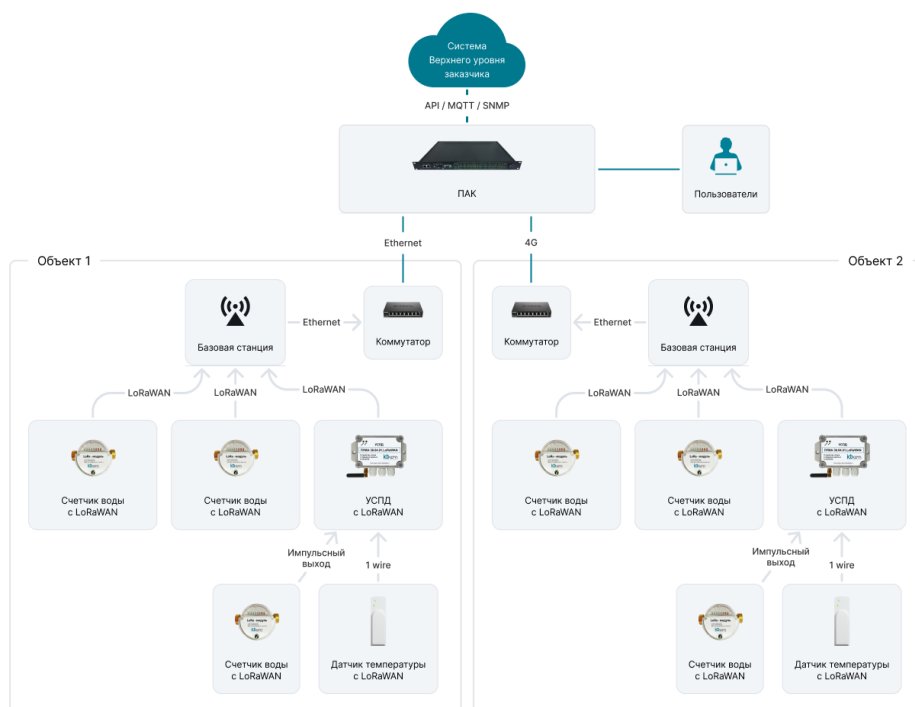 Система
Верхнего уровня
заказчика
API / MQTT / SNMP
ПАК
Пользователи
Ethernet
4G
Объект 1
Объект 2
Базовая станция
Ethernet
Коммутатор
Коммутатор
Ethernet
Базовая станция
LoRaWAN
LoRaWAN
LoRaWAN
LoRaWAN
LoRaWAN
LoRaWAN
Счетчик воды
с LoRaWAN
Счетчик воды
с LoRaWAN
УСПД
с LoRaWAN
Счетчик воды
с LoRaWAN
Счетчик воды
с LoRaWAN
УСПД
с LoRaWAN
Импульсный
выход
1 wire
Импульсный
выход
1 wire
Счетчик воды
с LoRaWAN
Датчик температуры
с LoRaWAN
Счетчик воды
с LoRaWAN
Датчик температуры
с LoRaWAN